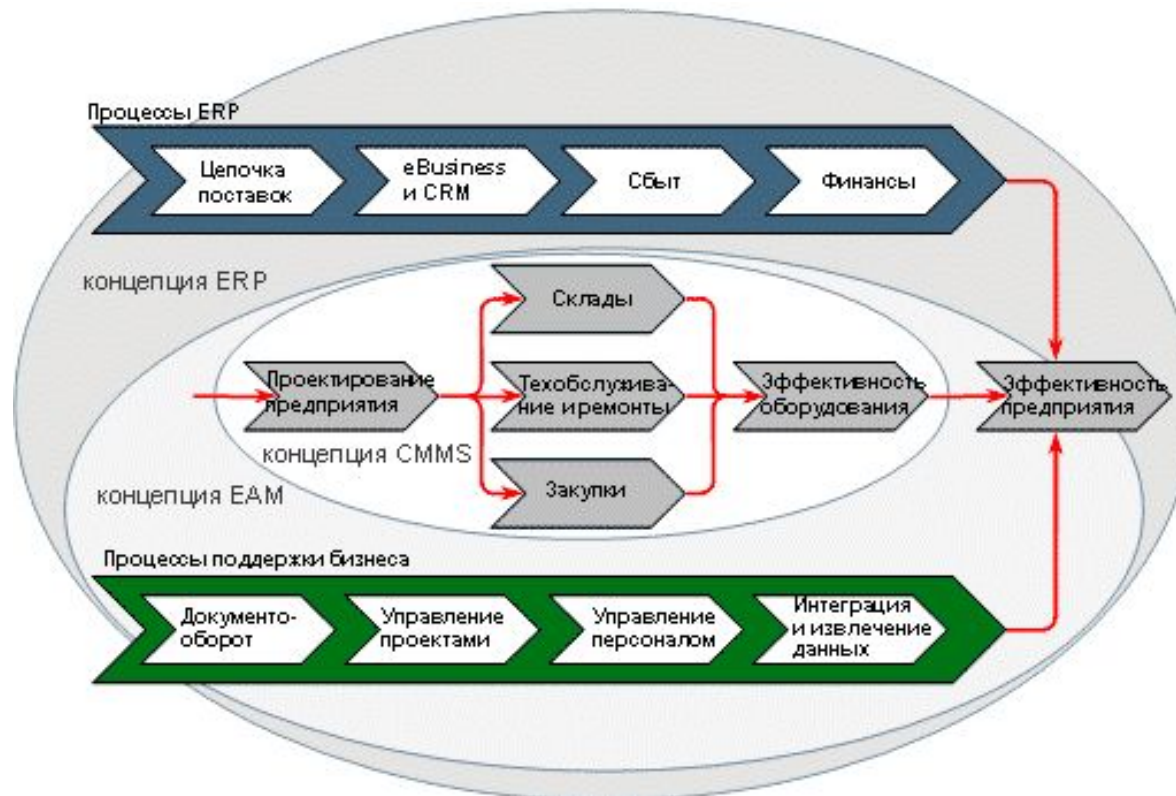 Процессы ERP
Цепочка
поставок
eBusiness
и CRM
Сбыт
Финансы
концепция ERP
Склады
Проектирование
предприятия
Техобслужива-
ние и ремонты
Эффективность
оборудования
Эффективность
предприятия
концепция CMMS
Закупки
концепция EAM
Процессы поддержки бизнеса
Документо-
оборот
Управление
проектами
Управление
персоналом
Интеграция
и извлечение
данных